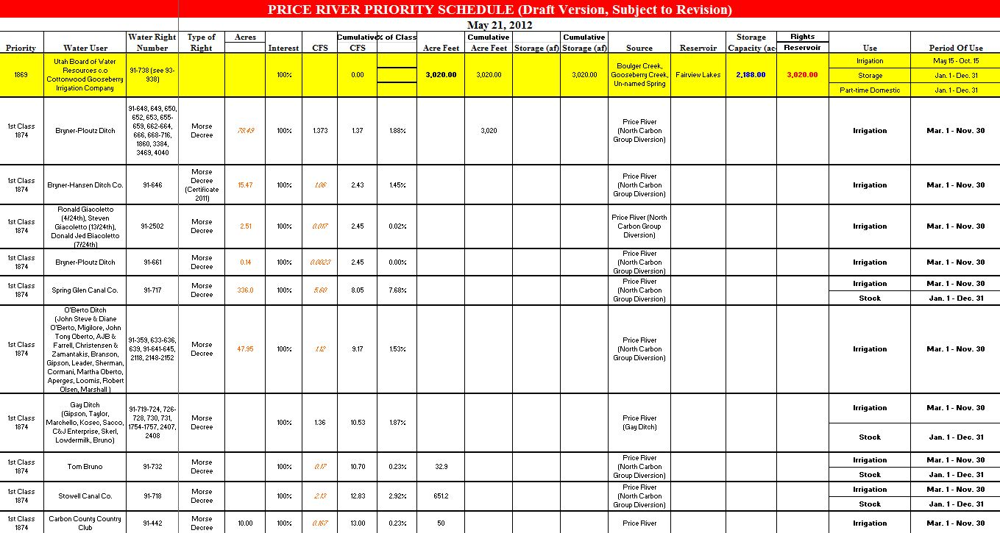 PRICE RIVER PRIORITY SCHEDULE (Draft Version, Subject to Revision)
May 21, 2012
Priority Water User Water Right Number Type of Right Acres Interest CFS Cumulative CFS % of Class Acre Feet Cumulative Acre Feet Storage (af) Cumulative Storage (af) Source Reservoir Storage Capacity (ac- Rights Reservoir Use Period Of Use
1869
Utah Board of Water
Resources c.o
Cottonwood Gooseberry
Irrigation Company
91-738 (see 93-
938)
100% 0.00 3,020.00 3,020.00 3,020.00
Boulger Creek,
Gooseberry Creek,
Un-named Spring
Fairview Lakes 2,188.00 3,020.00
Irrigation May 15 - Oct. 15
Storage Jan. 1 - Dec. 31
Part-time Domestic Jan. 1 - Dec. 31
1st Class
1874
Bryner-Ploutz Ditch
91-648, 649, 650,
652, 653, 655-
659, 662-664,
666, 668-716,
1860, 3384,
3469, 4040
Morse
Decree
78.49 100% 1.373 1.37 1.88% 3,020
Price River
(North Carbon
Group Diversion)
Irrigation Mar. 1 - Nov. 30
1st Class
1874
Bryner-Hansen Ditch Co. 91-646
Morse
Decree
(Certificate
2011)
15.47 100% 1.06 2.43 1.45%
Price River
(North Carbon
Group Diversion)
Irrigation Mar. 1 - Nov. 30
1st Class
1874
Ronald Giacoletto
(4/24th), Steven
Giacoletto (13/24th),
Donald Jed Biacoletto
(7/24th)
91-2502
Morse
Decree
2.51 100% 0.017 2.45 0.02%
Price River (North
Carbon Group
Diversion)
Irrigation Mar. 1 - Nov. 30
1st Class
1874
Bryner-Ploutz Ditch 91-661
Morse
Decree
0.14 100% 0.0023 2.45 0.00%
Price River
(North Carbon
Group Diversion)
Irrigation Mar. 1 - Nov. 30
1st Class
1874
Spring Glen Canal Co. 91-717
Morse
Decree
336.0 100% 5.60 8.05 7.68%
Price River
(North Carbon
Group Diversion)
Irrigation Mar. 1 - Nov. 30
Stock Jan. 1 - Dec. 31
1st Class
1874
O'Berto Ditch
(John Steve & Diane
O'Berto, Migilore, John
Tony Oberto, AJB &
Farrell, Christensen &
Zamantakis, Branson,
Gipson, Leader, Sherman,
Cormani, Martha Oberto,
Aperges, Loomis, Robert
Olsen, Marshall )
91-359, 633-636,
639, 91-641-645,
2118, 2148-2152
Morse
Decree
47.95 100% 1.12 9.17 1.53%
Price River
(North Carbon
Group Diversion)
Irrigation Mar. 1 - Nov. 30
1st Class
1874
Gay Ditch
(Gipson, Taylor,
Marchello, Kosec, Sacco,
C&J Enterprise, Skerl,
Lowdermilk, Bruno)
91-719-724, 726-
728, 730, 731,
1754-1757, 2407,
2408
Morse
Decree
100% 1.36 10.53 1.87%
Price River
(Gay Ditch)
Irrigation Mar. 1 - Nov. 30
Stock Jan. 1 - Dec. 31
1st Class
1874
Tom Bruno 91-732
Morse
Decree
100% 0.17 10.70 0.23% 32.9
Price River
(North Carbon
Group Diversion)
Irrigation Mar. 1 - Nov. 30
Stock Jan. 1 - Dec. 31
1st Class
1874
Stowell Canal Co. 91-718
Morse
Decree
100% 2.13 12.83 2.92% 651.2
Price River
(North Carbon
Group Diversion)
Irrigation Mar. 1 - Nov. 30
Stock Jan. 1 - Dec. 31
1st Class
1874
Carbon County Country
Club
91-442
Morse
Decree
10.00 100% 0.167 13.00 0.23% 50
Price River
Irrigation Mar. 1 - Nov. 30